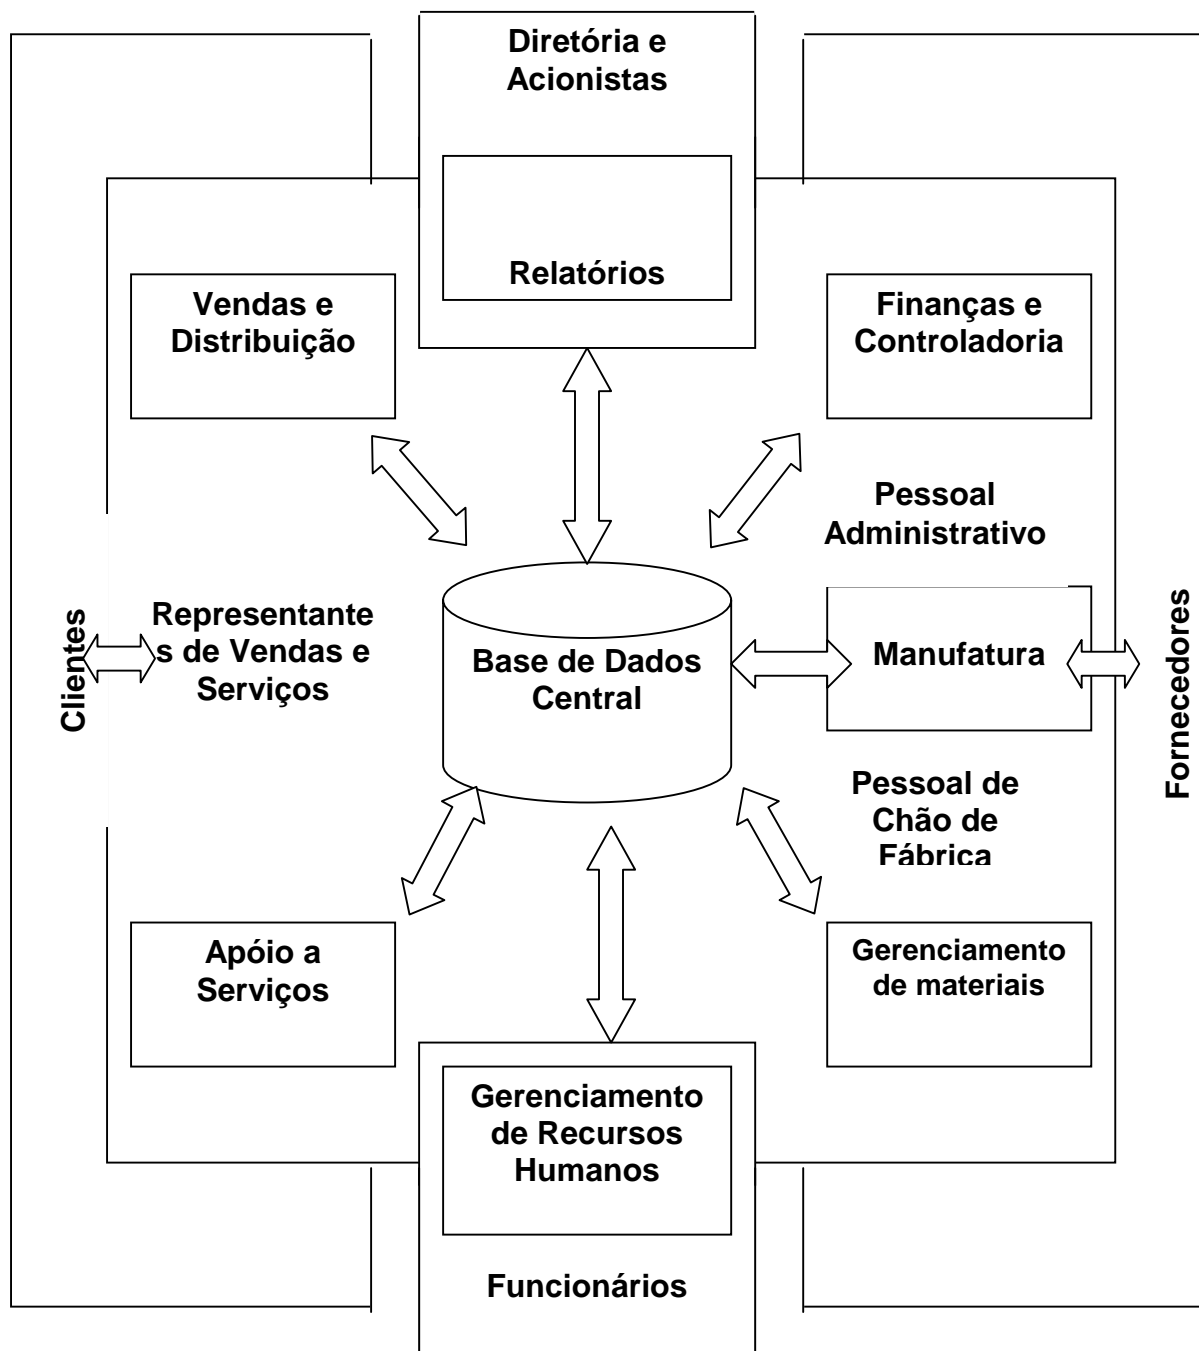 Diretória e
Acionistas
Relatórios
Vendas e
Distribuição
Finanças e
Controladoria
Pessoal
Administrativo
Clientes
Representante
s de Vendas e
Serviços
Base de Dados
Central
Manufatura
Fornecedores
Pessoal de
Chão de
Fábrica
Apóio a
Serviços
Gerenciamento
de materiais
Gerenciamento
de Recursos
Humanos
Funcionários